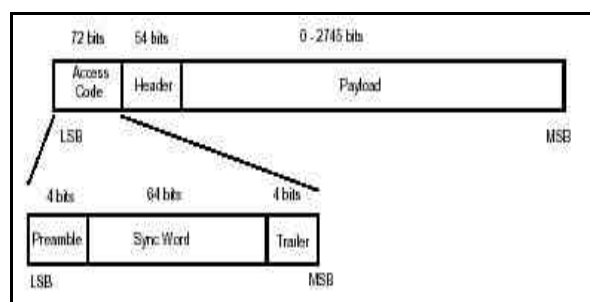 72 bits 54 bits 0 - 2745 bits
Access Code Header Payload
LSB MSB
4 bits 64 bits 4 bits
Preamble Sync Word Trailer
LSB MSB